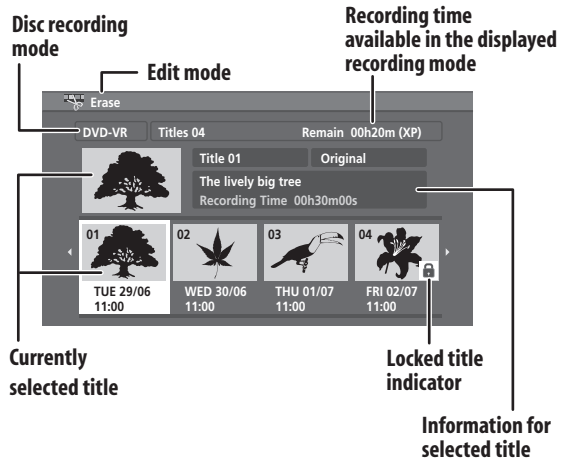 Disc recording
mode
Edit mode
Recording time
available in the displayed
recording mode
Erase
DVD-VR
Titles 04
Remain 00h20m (XP)
Title 01
Original
The lively big tree
Recording Time 00h30m00s
01
02
03
04
TUE 29/06
11:00
WED 30/06
11:00
THU 01/07
11:00
FRI 02/07
11:00
Currently
selected title
Locked title
indicator
Information for
selected title